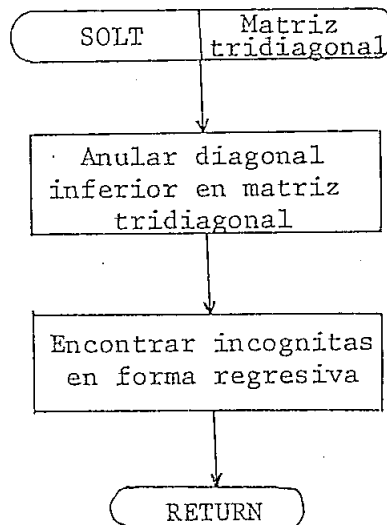 SOLT
Matriz
tridiagonal
Anular diagonal
inferior en matriz
tridiagonal
Encontrar incognitas
en forma regresiva
RETURN